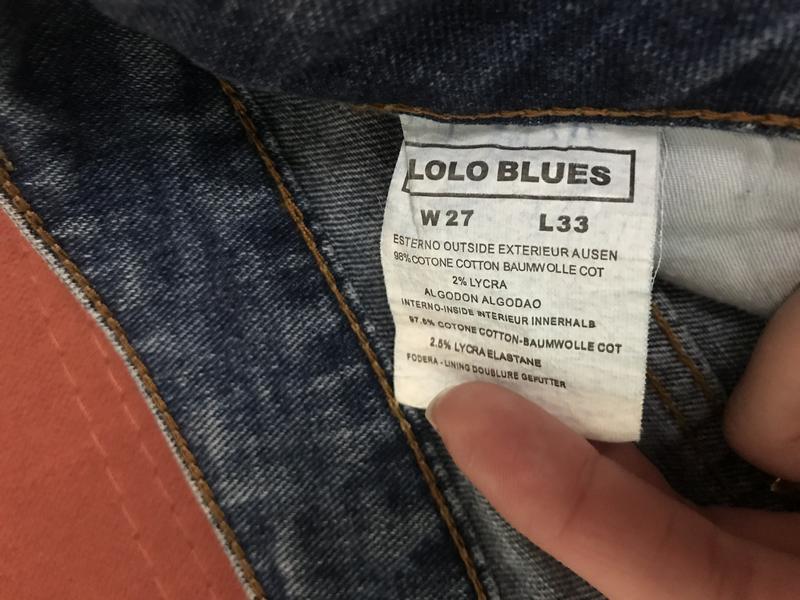 LOLO BLUES
W 27 L33
ESTERNO OUTSIDE EXTERIEUR AUSEN
98% COTONE COTTON BAUMWOLLE COT
2% LYCRA
ALGODON ALGODAO
INTERNO-INSIDE INTERIEUR INNERHALB
97.5% COTONE COTTON-BAUMWOLLE COT
2.5% LYCRA ELASTANE
FODERA - LINING DOUBLURE GEFUTTER